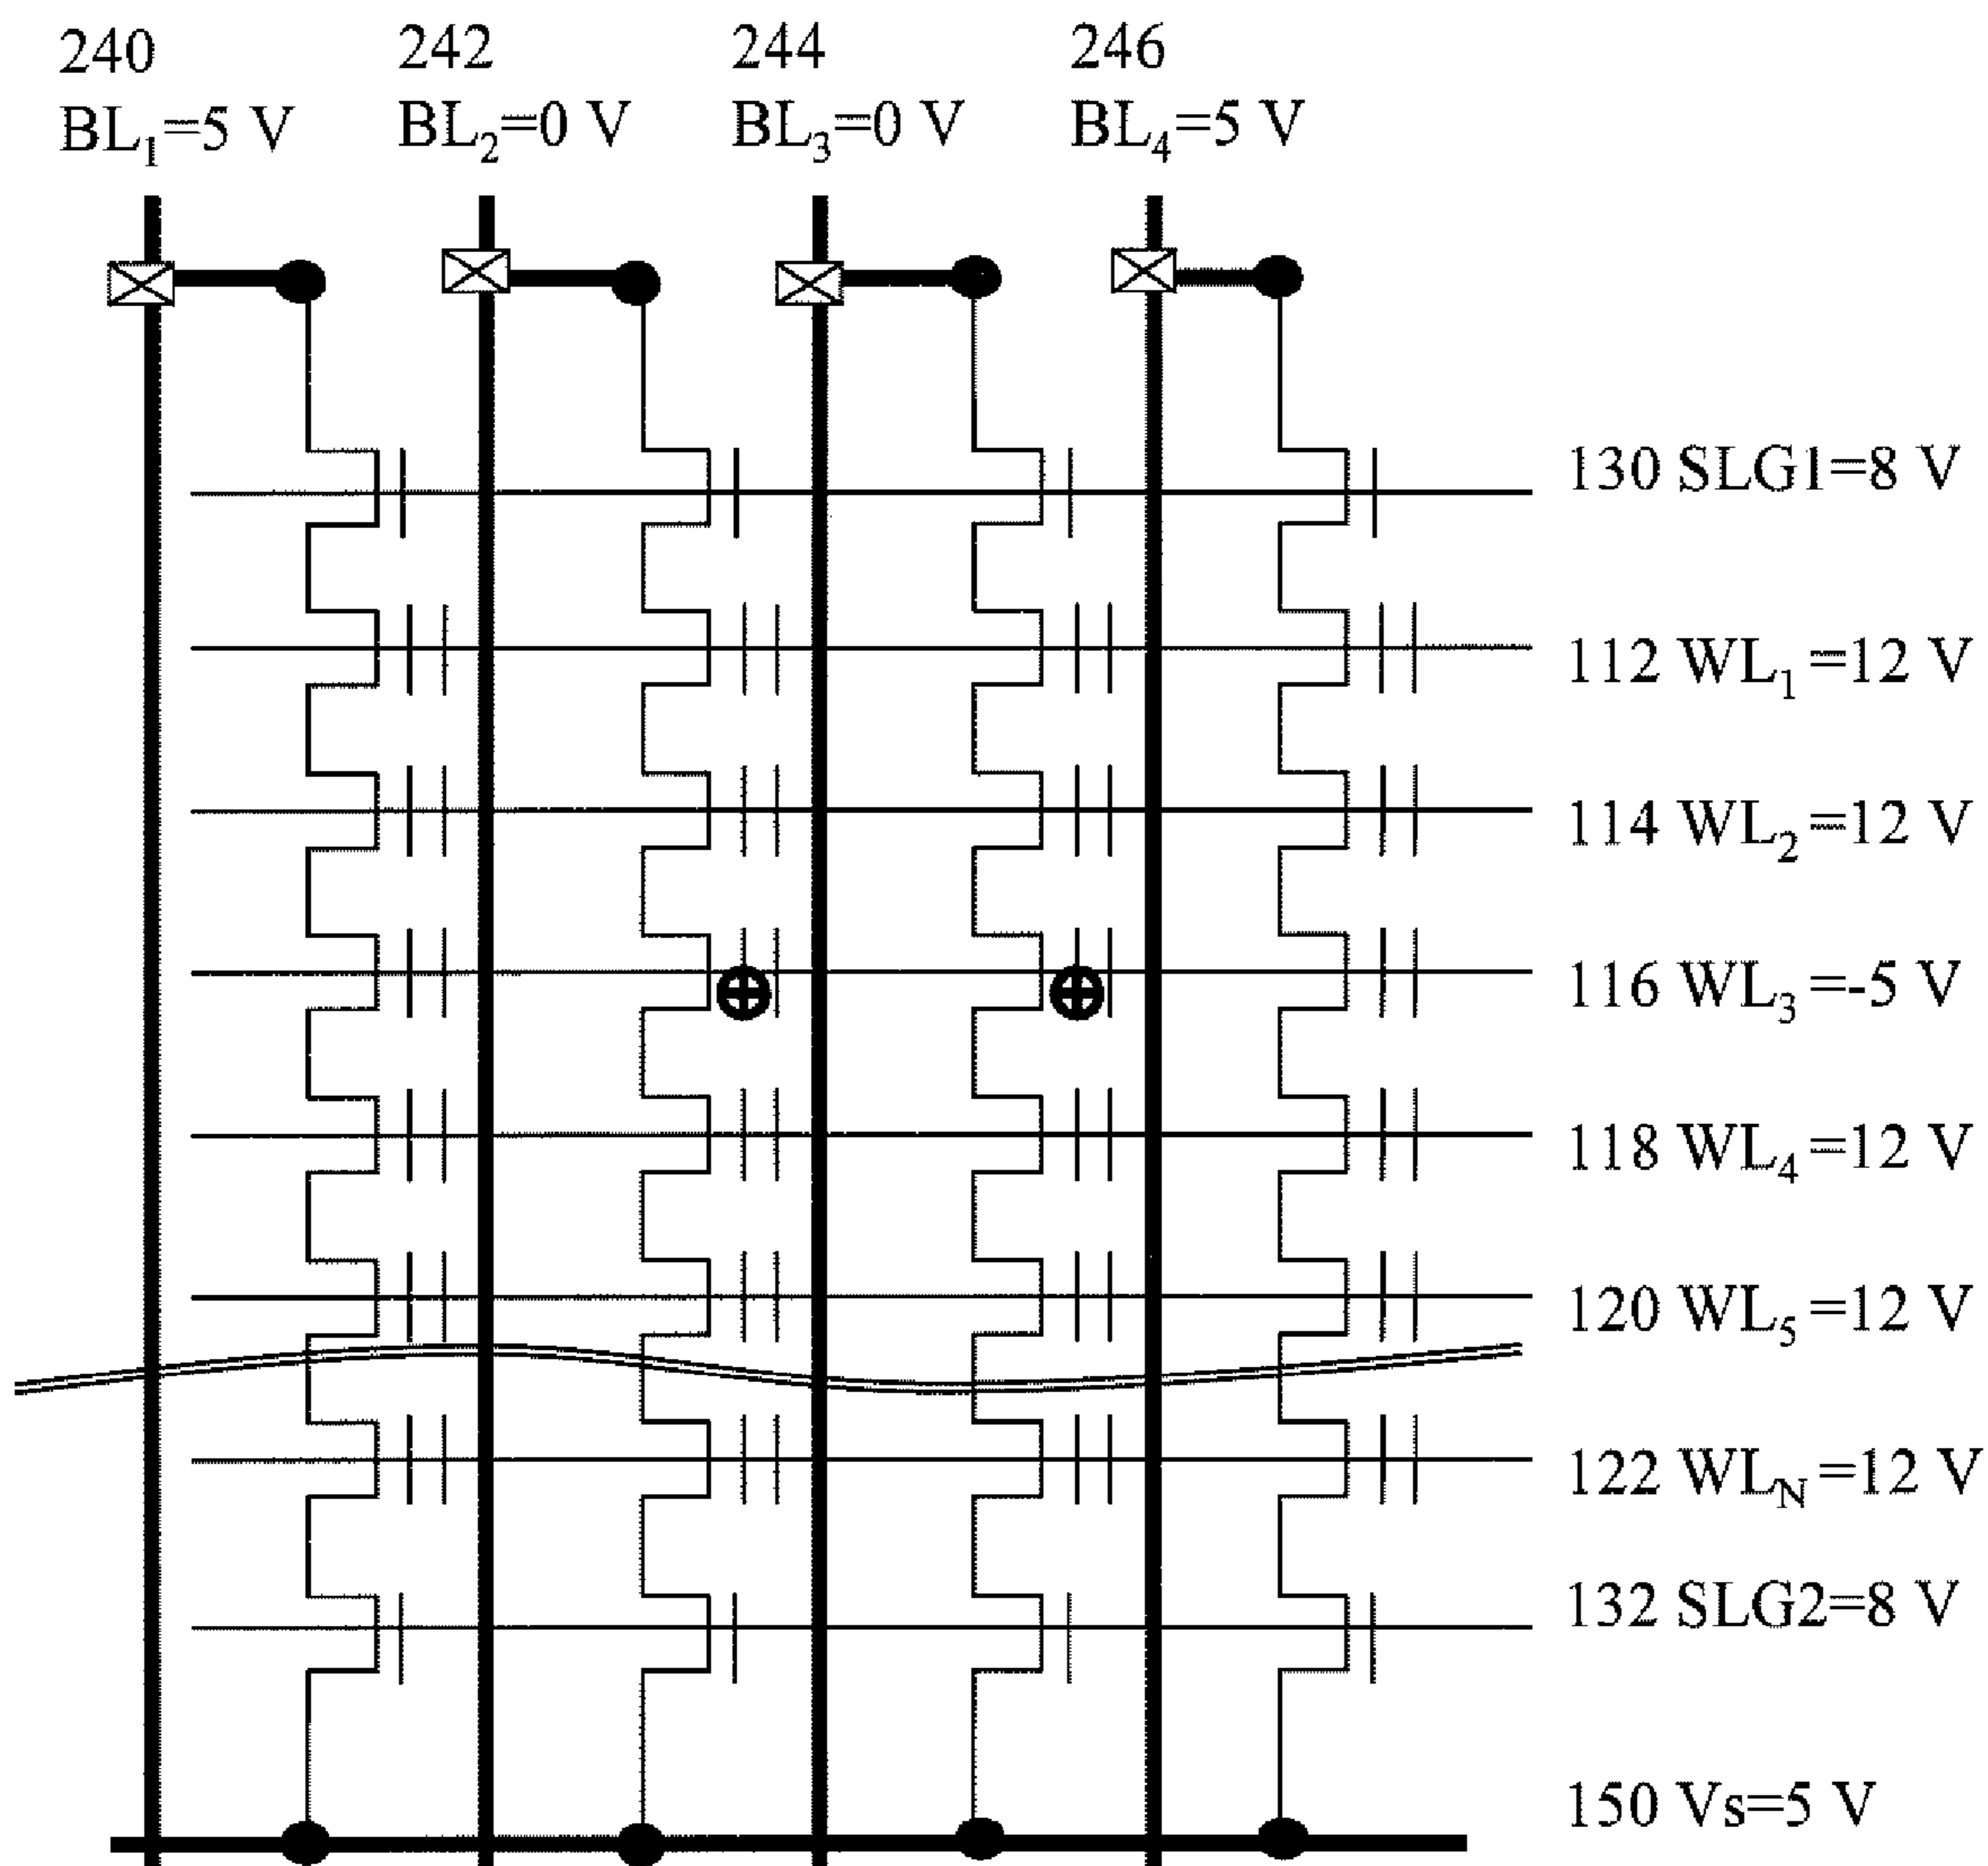 240
BL₁=5 V
242
BL₂=0 V
244
BL₃=0 V
246
BL₄=5 V
130 SLG1=8 V
112 WL₁=12 V
114 WL₂=12 V
116 WL₃=-5 V
118 WL₄=12 V
120 WL₅=12 V
122 WL_N=12 V
132 SLG2=8 V
150 Vs=5 V